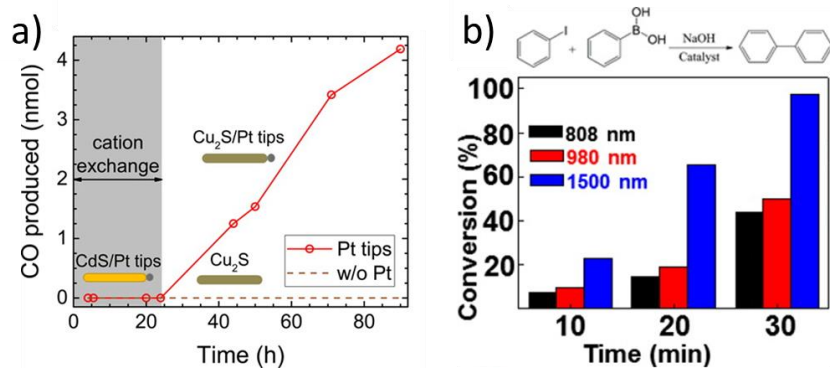 a)
CO produced (nmol)
4
3
2
1
0
cation
exchange
Cu₂S/Pt tips
CdS/Pt tips
Cu₂S
Pt tips
w/o Pt
0 20 40 60 80
Time (h)
b)
I
+
B
OH
OH
NaOH
Catalyst
Conversion (%)
100
80
60
40
20
808 nm
980 nm
1500 nm
10 20 30
Time (min)